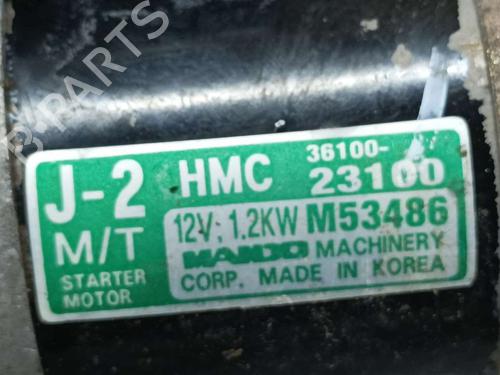 B-PARTS
J-2 HMC 36100-
23100
M/T 12V, 1.2KW M53486
STARTER MANDO MACHINERY
MOTOR CORP. MADE IN KOREA